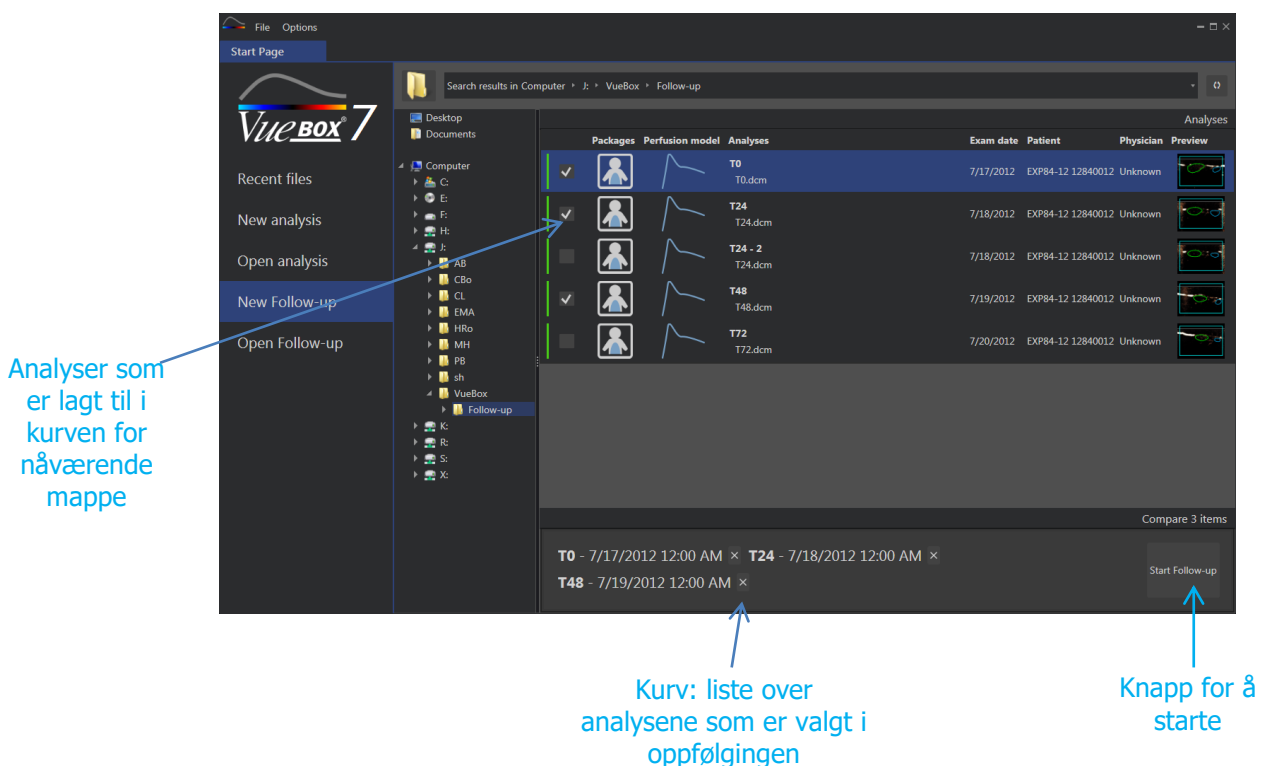 File Options
Start Page
VUEBOX® 7
Search results in Computer J: VueBox Follow-up
Recent files
New analysis
Open analysis
New Follow-up
Open Follow-up
Desktop
Documents
Computer
C:
E:
F:
H:
J:
AB
CBo
CL
EMA
HRo
MH
PB
sh
VueBox
Follow-up
K:
R:
S:
X:
Analyses
Packages Perfusion model Analyses Exam date Patient Physician Preview
T0
T0.dcm
7/17/2012 EXP84-12 12840012 Unknown
T24
T24.dcm
7/18/2012 EXP84-12 12840012 Unknown
T24 - 2
T24.dcm
7/18/2012 EXP84-12 12840012 Unknown
T48
T48.dcm
7/19/2012 EXP84-12 12840012 Unknown
T72
T72.dcm
7/20/2012 EXP84-12 12840012 Unknown
Compare 3 items
T0 - 7/17/2012 12:00 AM × T24 - 7/18/2012 12:00 AM ×
T48 - 7/19/2012 12:00 AM ×
Start Follow-up
Analyser som
er lagt til i
kurven for
nåværende
mappe
Kurv: liste over
analysene som er valgt i
oppfølgingen
Knapp for å
starte